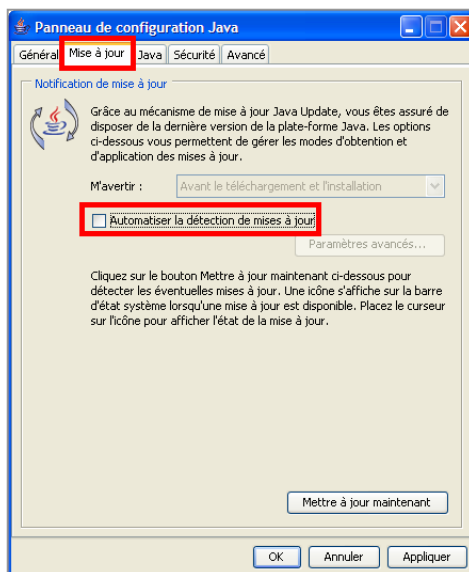 Panneau de configuration Java
Général Mise à jour Java Sécurité Avancé
Notification de mise à jour
Grâce au mécanisme de mise à jour Java Update, vous êtes assuré de
disposer de la dernière version de la plate-forme Java. Les options
ci-dessous vous permettent de gérer les modes d'obtention et
d'application des mises à jour.
M'avertir : Avant le téléchargement et l'installation
Automatiser la détection de mises à jour
Paramètres avancés...
Cliquez sur le bouton Mettre à jour maintenant ci-dessous pour
détecter les éventuelles mises à jour. Une icône s'affiche sur la barre
d'état système lorsqu'une mise à jour est disponible. Placez le curseur
sur l'icône pour afficher l'état de la mise à jour.
Mettre à jour maintenant
OK Annuler Appliquer